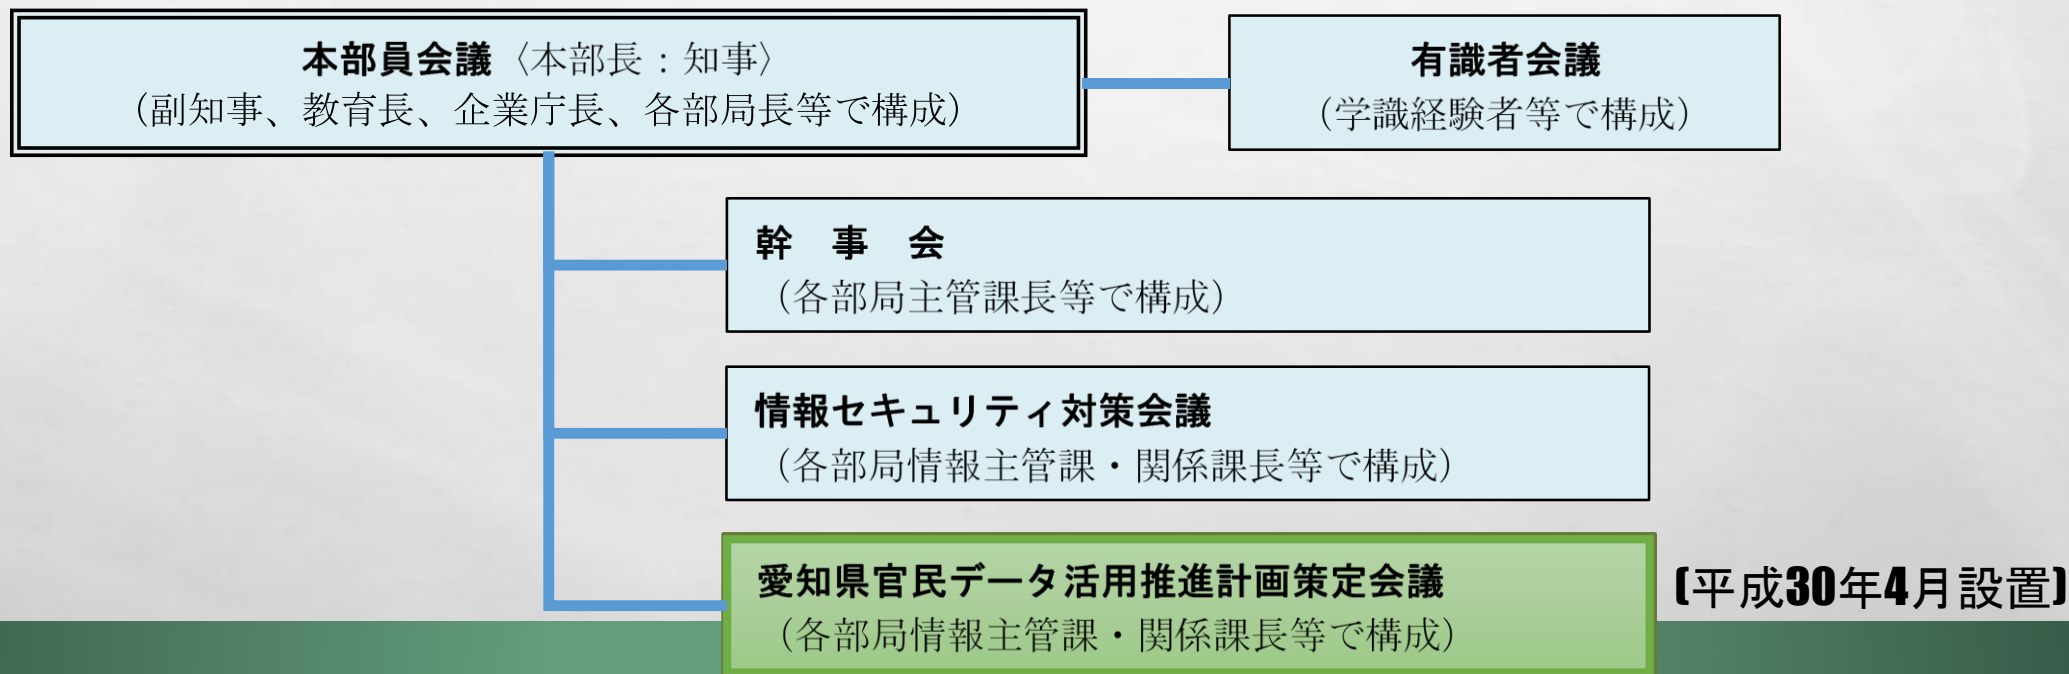 本部員会議〈本部長：知事〉
（副知事、教育長、企業庁長、各部局長等で構成）
有識者会議
（学識経験者等で構成）
幹　事　会
（各部局主管課長等で構成）
情報セキュリティ対策会議
（各部局情報主管課・関係課長等で構成）
愛知県官民データ活用推進計画策定会議
（各部局情報主管課・関係課長等で構成）
(平成30年4月設置)